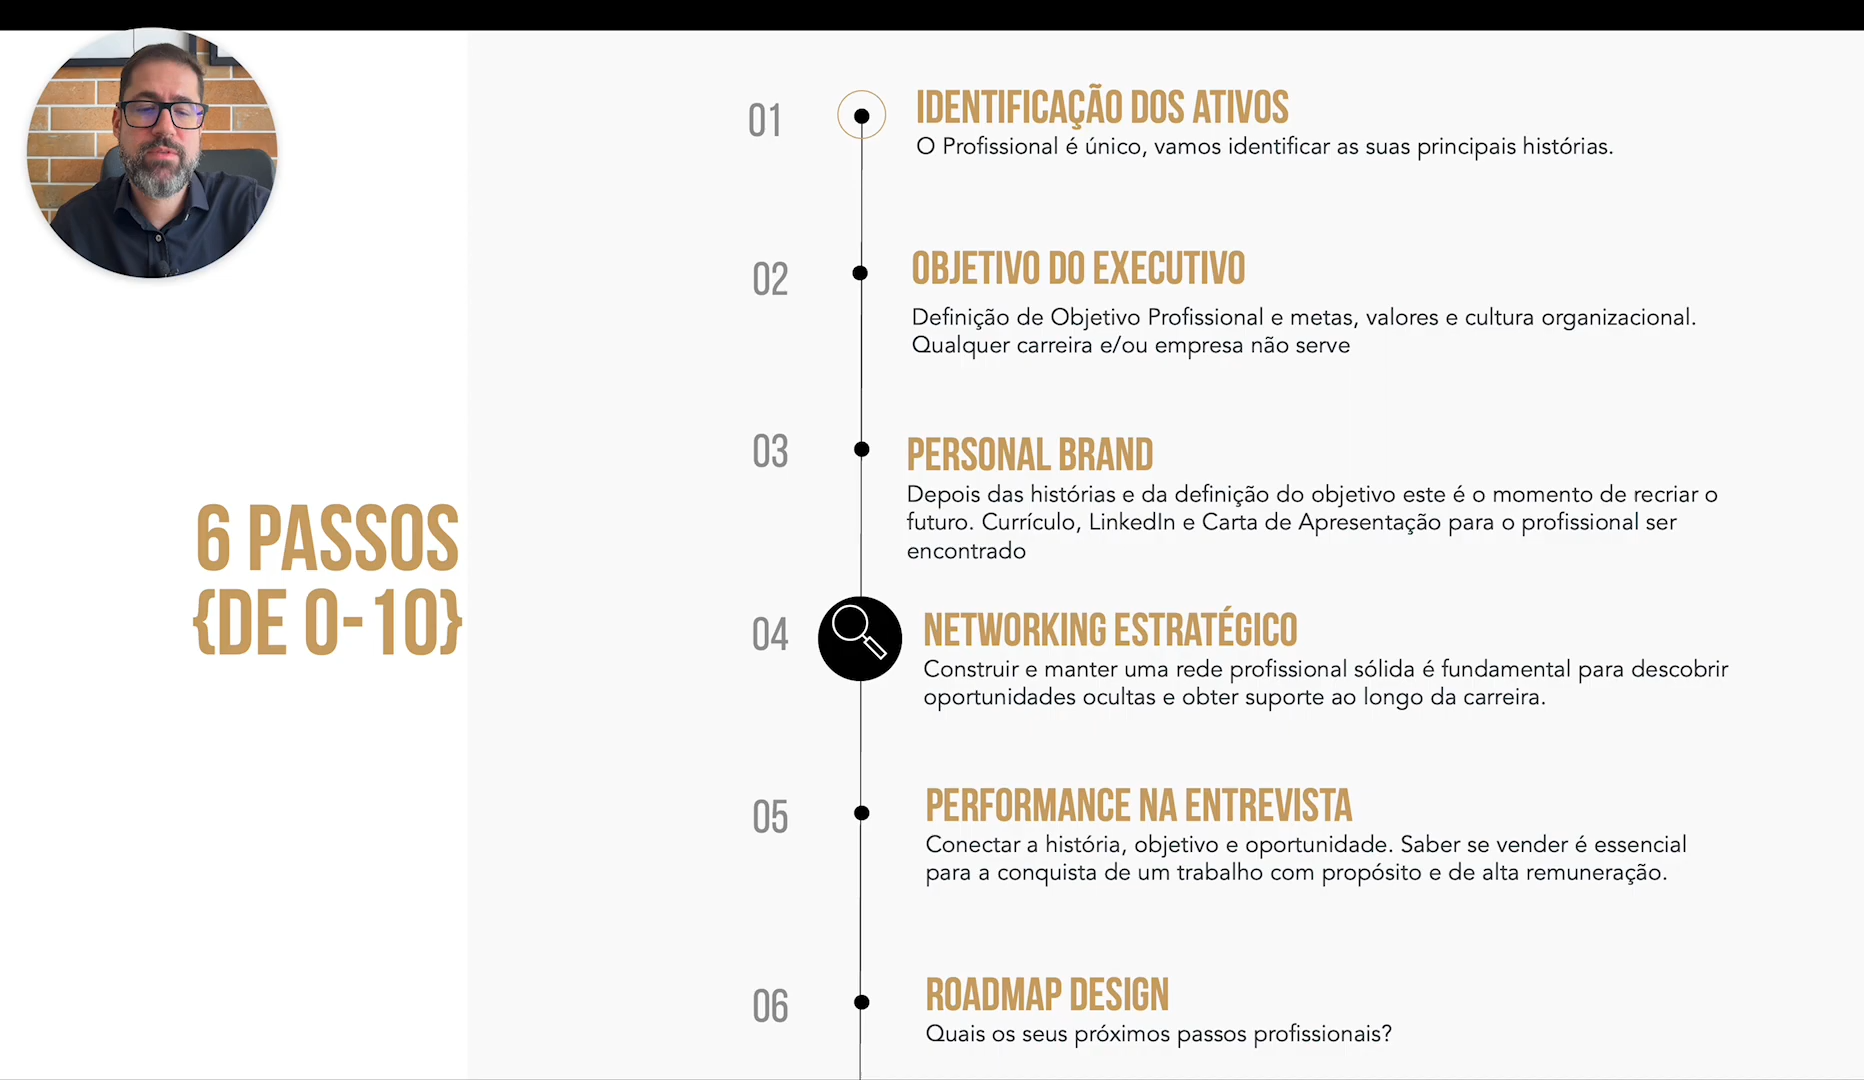 6 PASSOS
{DE 0-10}
01
IDENTIFICAÇÃO DOS ATIVOS
O Profissional é único, vamos identificar as suas principais histórias.
02
OBJETIVO DO EXECUTIVO
Definição de Objetivo Profissional e metas, valores e cultura organizacional.
Qualquer carreira e/ou empresa não serve
03
PERSONAL BRAND
Depois das histórias e da definição do objetivo este é o momento de recriar o
futuro. Currículo, LinkedIn e Carta de Apresentação para o profissional ser
encontrado
04
NETWORKING ESTRATÉGICO
Construir e manter uma rede profissional sólida é fundamental para descobrir
oportunidades ocultas e obter suporte ao longo da carreira.
05
PERFORMANCE NA ENTREVISTA
Conectar a história, objetivo e oportunidade. Saber se vender é essencial
para a conquista de um trabalho com propósito e de alta remuneração.
06
ROADMAP DESIGN
Quais os seus próximos passos profissionais?